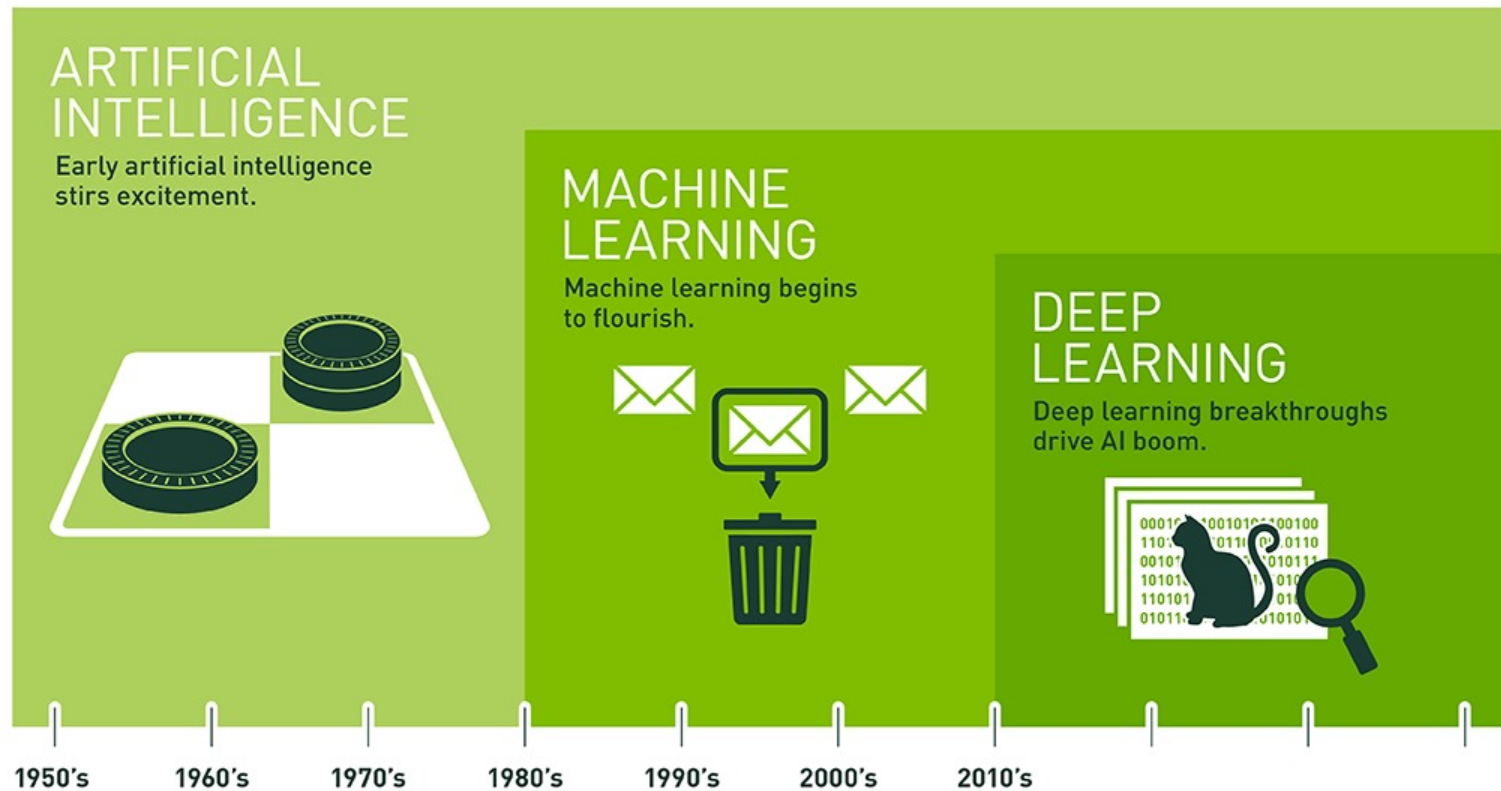 ARTIFICIAL
INTELLIGENCE
Early artificial intelligence
stirs excitement.
MACHINE
LEARNING
Machine learning begins
to flourish.
DEEP
LEARNING
Deep learning breakthroughs
drive AI boom.
1950's 1960's 1970's 1980's 1990's 2000's 2010's